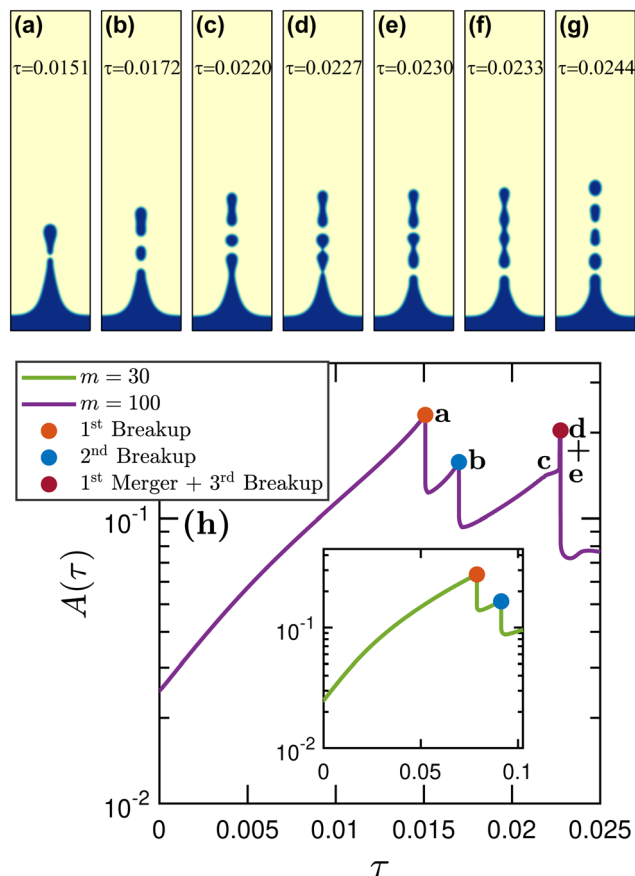 (a) (b) (c) (d) (e) (f) (g)
τ=0.0151 τ=0.0172 τ=0.0220 τ=0.0227 τ=0.0230 τ=0.0233 τ=0.0244
m = 30
m = 100
1st Breakup
2nd Breakup
1st Merger + 3rd Breakup
a
b
c
d
+
e
(h)
A(τ)
10^-1
10^-2
0 0.005 0.01 0.015 0.02 0.025
τ
10^-1
10^-2
0 0.05 0.1